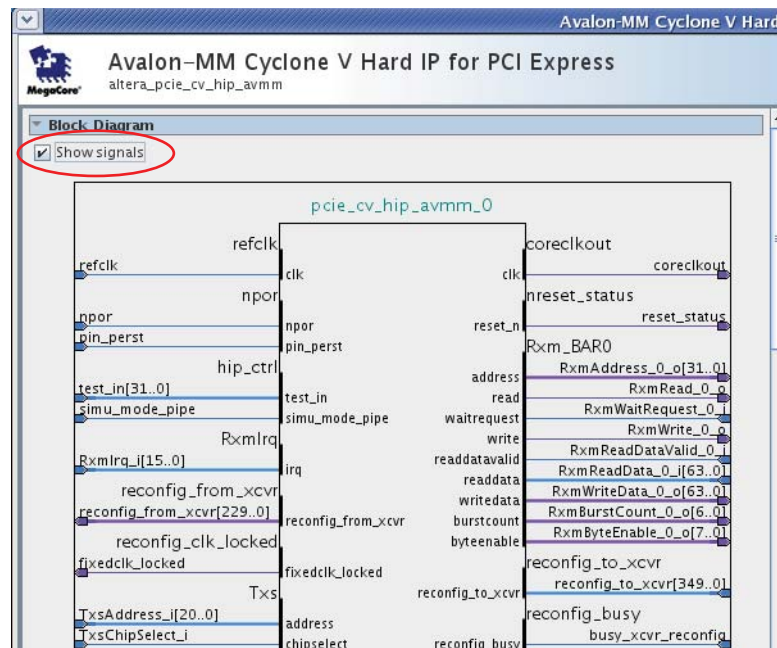 Avalon-MM Cyclone V Hard
MegaCore®
Avalon-MM Cyclone V Hard IP for PCI Express
altera_pcie_cv_hip_avmm
Block Diagram
Show signals
pcie_cv_hip_avmm_0
refclk
refclk
clk
npor
npor
npor
pin_perst
pin_perst
hip_ctrl
test_in[31..0]
test_in
simu_mode_pipe
simu_mode_pipe
RxmIrq
RxmIrq_i[15..0]
irq
reconfig_from_xcvr
reconfig_from_xcvr[229..0]
reconfig_from_xcvr
reconfig_clk_locked
fixedclk_locked
fixedclk_locked
Txs
TxsAddress_i[20..0]
address
TxsChipSelect_i
chipselect
coreclkout
coreclkout
clk
nreset_status
reset_status
reset_n
Rxm_BAR0
RxmAddress_0_o[31..0]
address
RxmRead_0_o
read
RxmWaitRequest_0_i
waitrequest
RxmWrite_0_o
write
RxmReadDataValid_0_i
readdatavalid
RxmReadData_0_i[63..0]
readdata
RxmWriteData_0_o[63..0]
writedata
RxmBurstCount_0_o[6..0]
burstcount
RxmByteEnable_0_o[7..0]
byteenable
reconfig_to_xcvr
reconfig_to_xcvr[349..0]
reconfig_to_xcvr
reconfig_busy
busy_xcvr_reconfig
reconfig_busy